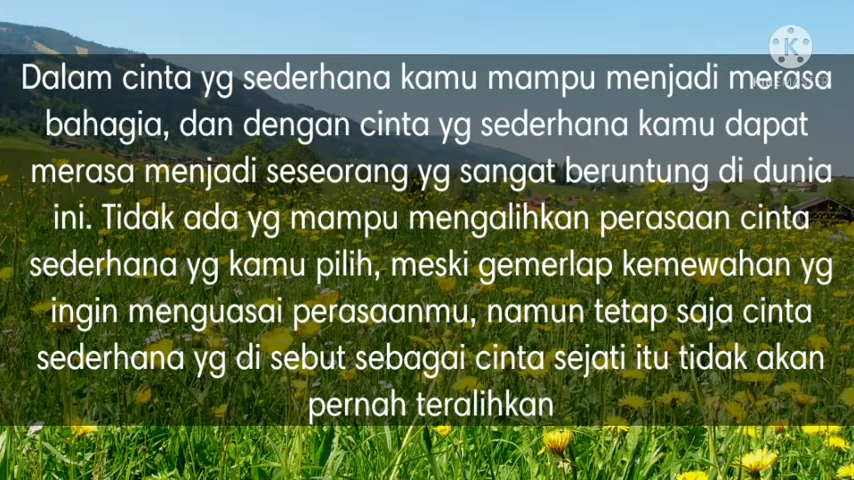 Dalam cinta yg sederhana kamu mampu menjadi merasa
bahagia, dan dengan cinta yg sederhana kamu dapat
merasa menjadi seseorang yg sangat beruntung di dunia
ini. Tidak ada yg mampu mengalihkan perasaan cinta
sederhana yg kamu pilih, meski gemerlap kemewahan yg
ingin menguasai perasaanmu, namun tetap saja cinta
sederhana yg di sebut sebagai cinta sejati itu tidak akan
pernah teralihkan
K
KINEMASTER